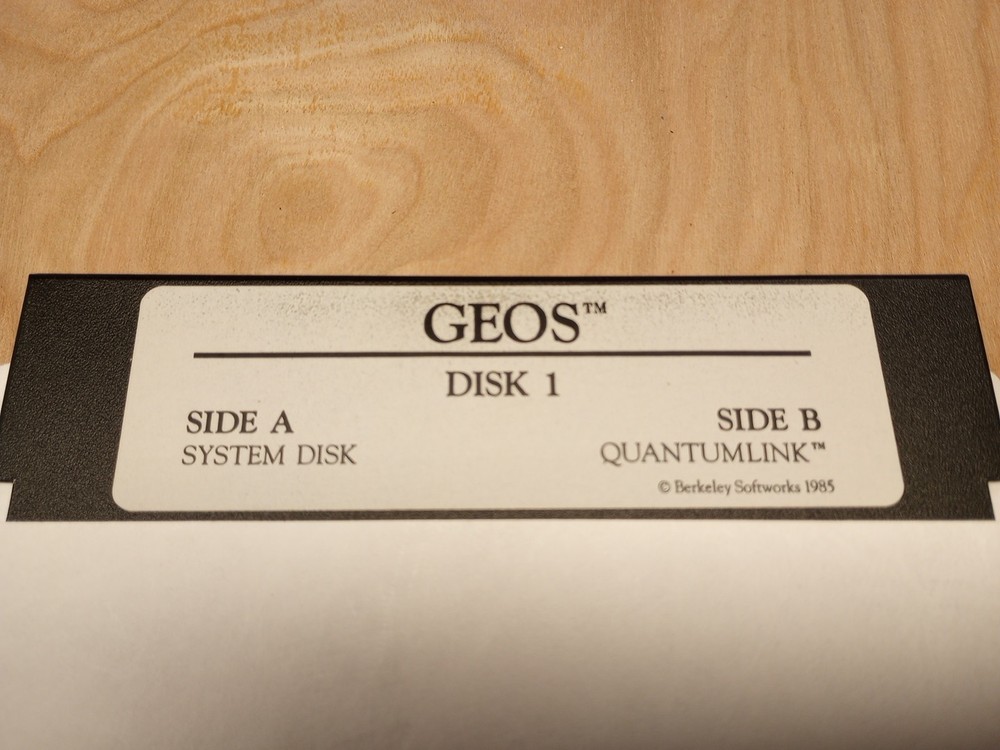 GEOS™
DISK 1
SIDE A SIDE B
SYSTEM DISK QUANTUMLINK™
© Berkeley Softworks 1985